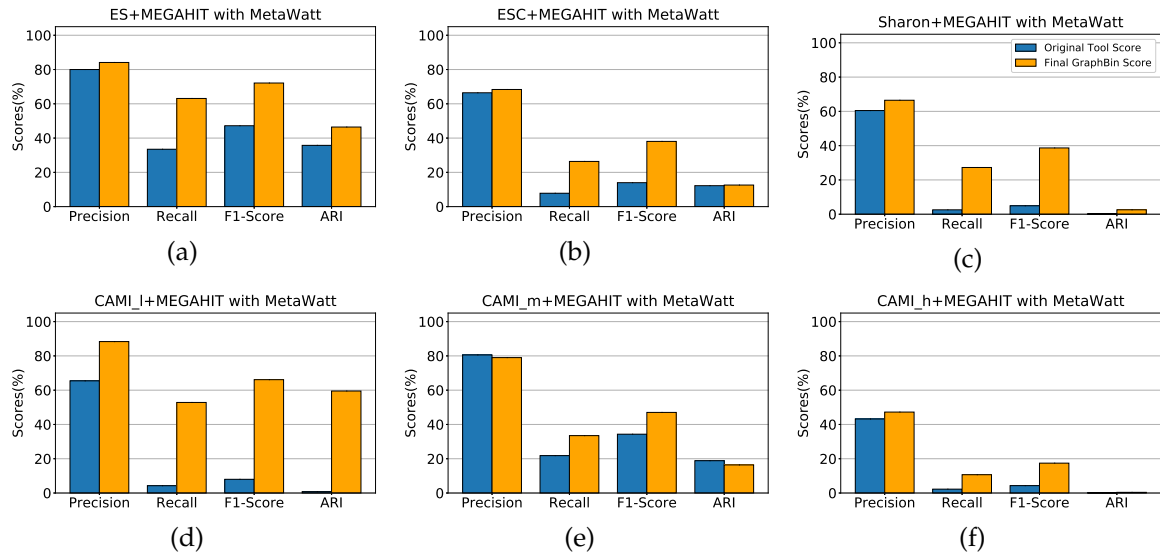 ES+MEGAHIT with MetaWatt
Scores(%)
100
80
60
40
20
0
Precision Recall F1-Score ARI
(a)
ESC+MEGAHIT with MetaWatt
Scores(%)
100
80
60
40
20
0
Precision Recall F1-Score ARI
(b)
Sharon+MEGAHIT with MetaWatt
Original Tool Score
Final GraphBin Score
Scores(%)
100
80
60
40
20
0
Precision Recall F1-Score ARI
(c)
CAMI_l+MEGAHIT with MetaWatt
Scores(%)
100
80
60
40
20
0
Precision Recall F1-Score ARI
(d)
CAMI_m+MEGAHIT with MetaWatt
Scores(%)
100
80
60
40
20
0
Precision Recall F1-Score ARI
(e)
CAMI_h+MEGAHIT with MetaWatt
Scores(%)
100
80
60
40
20
0
Precision Recall F1-Score ARI
(f)